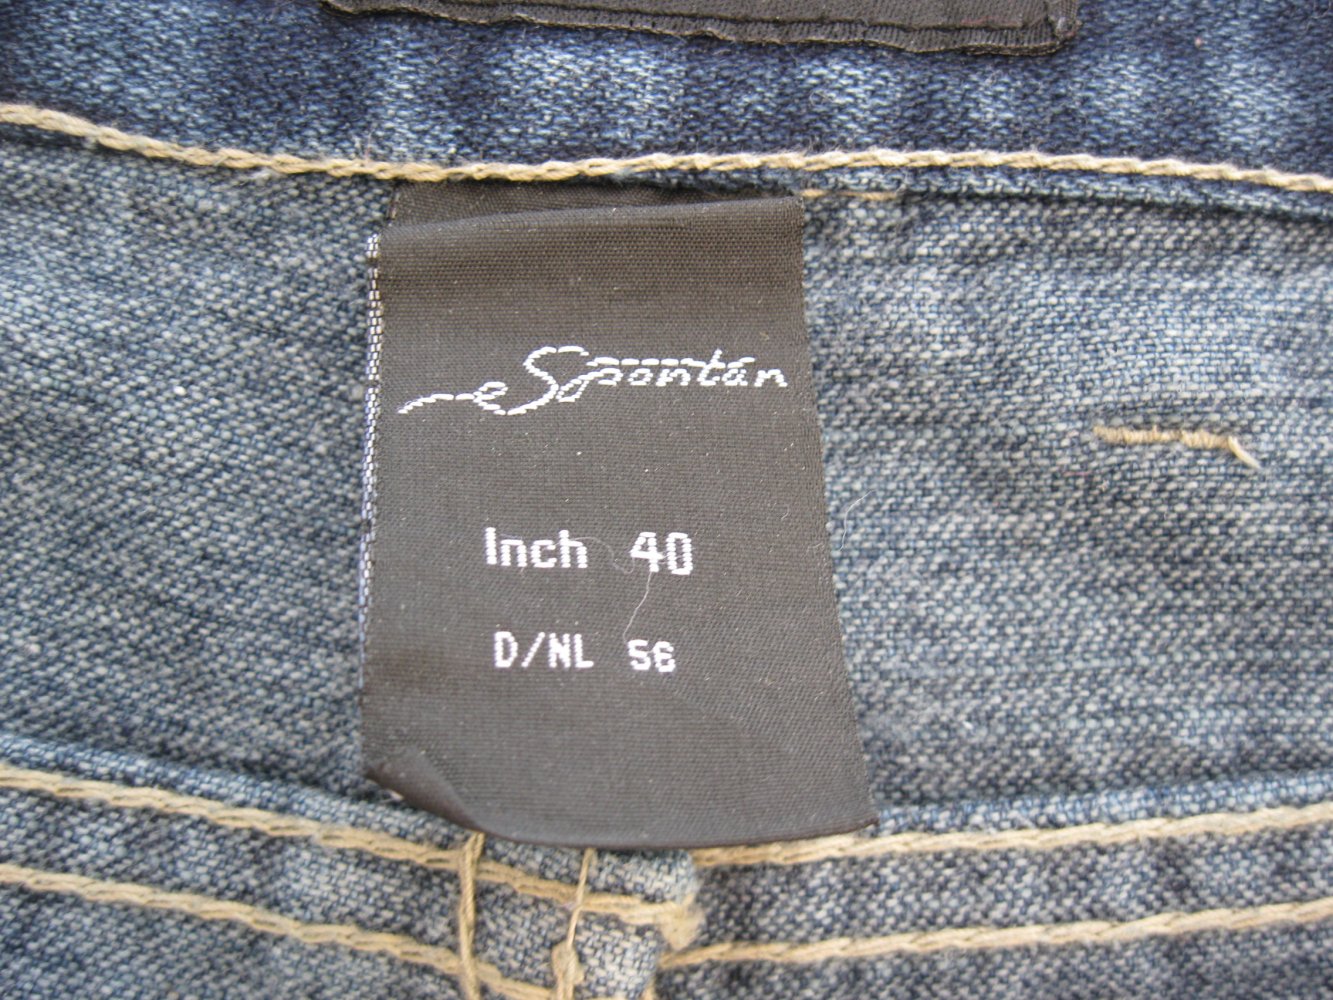 eSpontan
Inch 40
D/NL 56